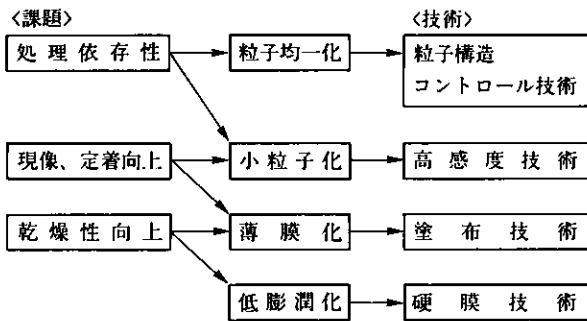 〈課題〉
〈技術〉
処理依存性
粒子均一化
粒子構造
コントロール技術
現像、定着向上
小粒子化
高感度技術
乾燥性向上
薄膜化
塗布技術
低膨潤化
硬膜技術